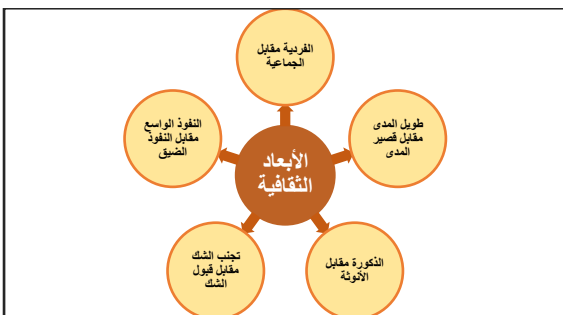 الفردية مقابل
الجماعية
طويل المدى
مقابل قصير
المدى
النفوذ الواسع
مقابل النفوذ
الضيق
الأبعاد
الثقافية
تجنب الشك
مقابل قبول
الشك
الذكورة مقابل
الأنوثة